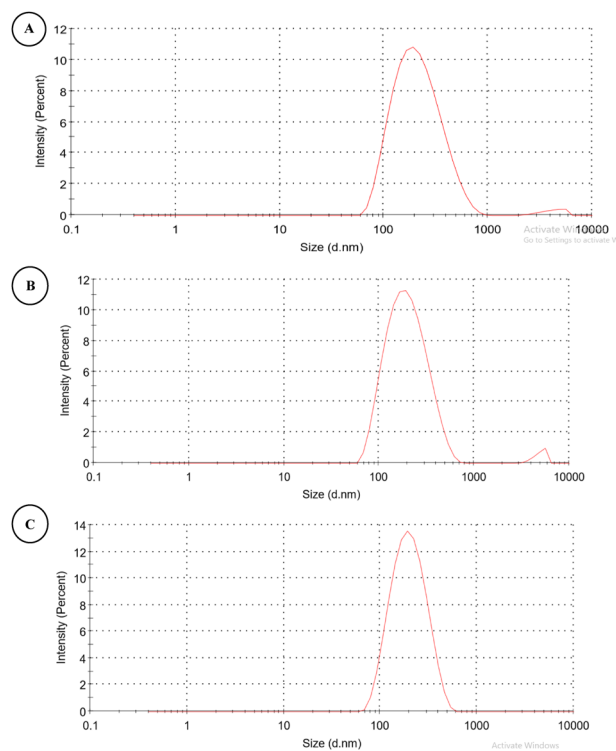 A
12
10
8
6
4
2
0
Intensity (Percent)
0.1 1 10 100 1000 10000
Size (d.nm)
Activate Win
Go to Settings to activate W
B
12
10
8
6
4
2
0
Intensity (Percent)
0.1 1 10 100 1000 10000
Size (d.nm)
C
14
12
10
8
6
4
2
0
Intensity (Percent)
0.1 1 10 100 1000 10000
Size (d.nm)
Activate Windows